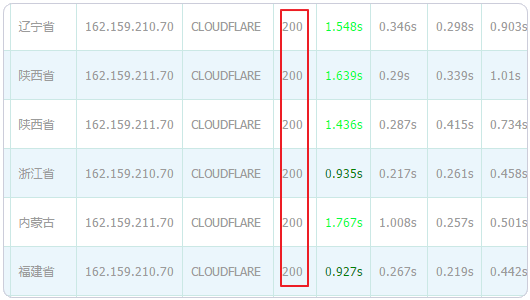 辽宁省 162.159.210.70 CLOUDFLARE 200 1.548s 0.346s 0.298s 0.903s
陕西省 162.159.211.70 CLOUDFLARE 200 1.639s 0.29s 0.339s 1.01s
陕西省 162.159.211.70 CLOUDFLARE 200 1.436s 0.287s 0.415s 0.734s
浙江省 162.159.210.70 CLOUDFLARE 200 0.935s 0.217s 0.261s 0.458s
内蒙古 162.159.211.70 CLOUDFLARE 200 1.767s 1.008s 0.257s 0.501s
福建省 162.159.210.70 CLOUDFLARE 200 0.927s 0.267s 0.219s 0.442s